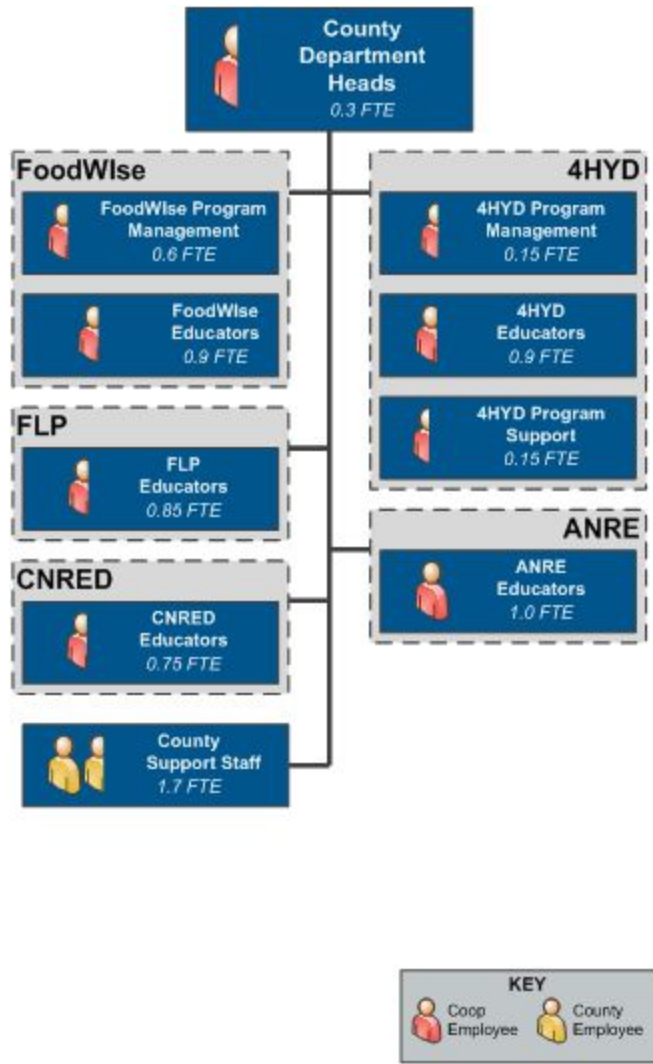 County
Department
Heads
0.3 FTE
FoodWIse
FoodWIse Program
Management
0.6 FTE
FoodWIse
Educators
0.9 FTE
FLP
FLP
Educators
0.85 FTE
CNRED
CNRED
Educators
0.75 FTE
County
Support Staff
1.7 FTE
4HYD
4HYD Program
Management
0.15 FTE
4HYD
Educators
0.9 FTE
4HYD Program
Support
0.15 FTE
ANRE
ANRE
Educators
1.0 FTE
KEY
Coop
Employee
County
Employee